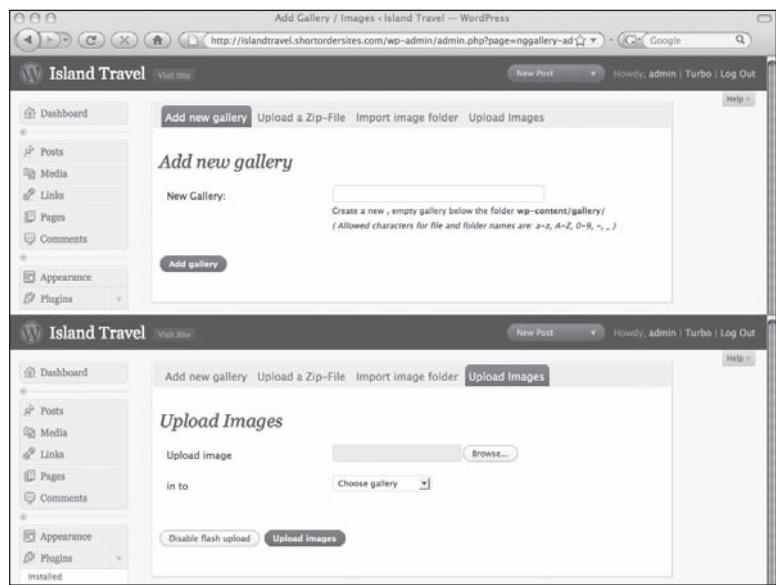 Add Gallery / Images ‹ Island Travel — WordPress
http://islandtravel.shortordersites.com/wp-admin/admin.php?page=nggallery-ad
Google
Island Travel Visit Site New Post Howdy, admin | Turbo | Log Out
Help
Dashboard
Add new gallery Upload a Zip-File Import image folder Upload Images
Posts
Media
Links
Pages
Comments
Appearance
Plugins
Add new gallery
New Gallery:
Create a new , empty gallery below the folder wp-content/gallery/
( Allowed characters for file and folder names are: a-z, A-Z, 0-9, -, _ )
Add gallery
Island Travel Visit Site New Post Howdy, admin | Turbo | Log Out
Help
Dashboard
Add new gallery Upload a Zip-File Import image folder Upload Images
Posts
Media
Links
Pages
Comments
Appearance
Plugins
Installed
Upload Images
Upload image Browse...
in to Choose gallery
Disable flash upload Upload images